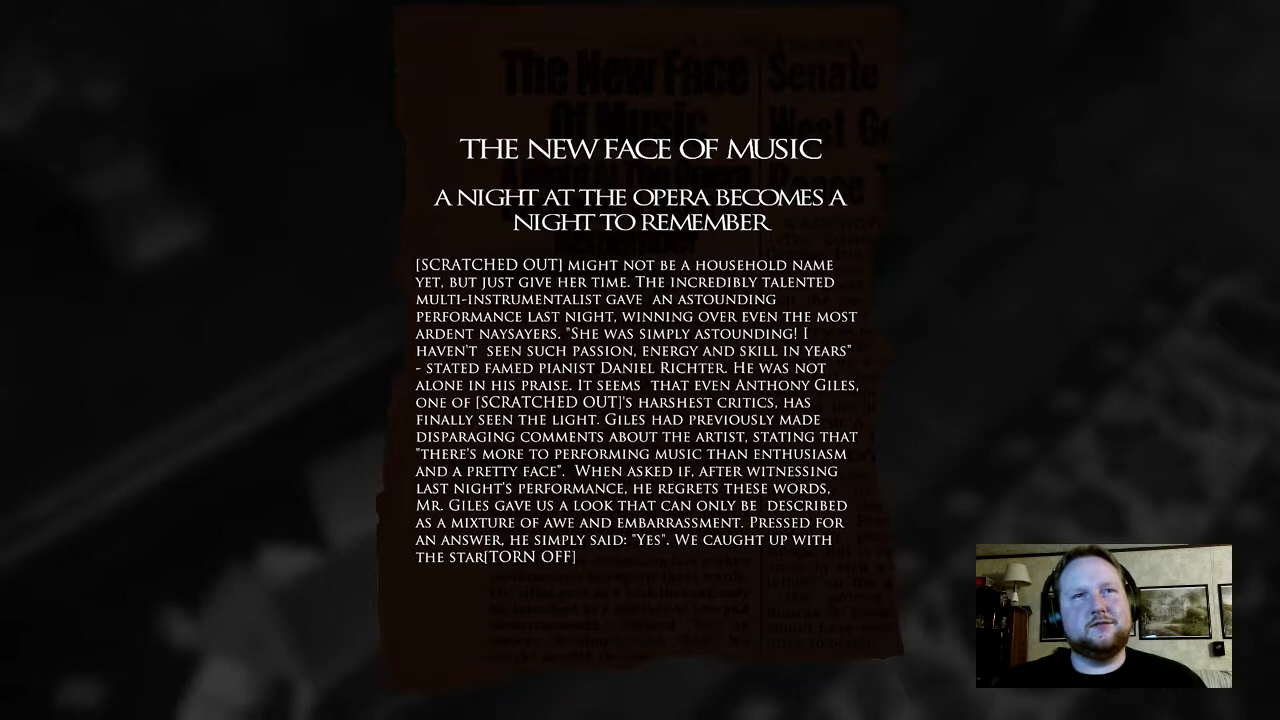 The New Face
Of Music
Senate
THE NEW FACE OF MUSIC
A NIGHT AT THE OPERA BECOMES A
NIGHT TO REMEMBER
[SCRATCHED OUT] MIGHT NOT BE A HOUSEHOLD NAME
YET, BUT JUST GIVE HER TIME. THE INCREDIBLY TALENTED
MULTI-INSTRUMENTALIST GAVE AN ASTOUNDING
PERFORMANCE LAST NIGHT, WINNING OVER EVEN THE MOST
ARDENT NAYSAYERS. "SHE WAS SIMPLY ASTOUNDING! I
HAVEN'T SEEN SUCH PASSION, ENERGY AND SKILL IN YEARS"
- STATED FAMED PIANIST DANIEL RICHTER. HE WAS NOT
ALONE IN HIS PRAISE. IT SEEMS THAT EVEN ANTHONY GILES,
ONE OF [SCRATCHED OUT]'S HARSHEST CRITICS, HAS
FINALLY SEEN THE LIGHT. GILES HAD PREVIOUSLY MADE
DISPARAGING COMMENTS ABOUT THE ARTIST, STATING THAT
"THERE'S MORE TO PERFORMING MUSIC THAN ENTHUSIASM
AND A PRETTY FACE". WHEN ASKED IF, AFTER WITNESSING
LAST NIGHT'S PERFORMANCE, HE REGRETS THESE WORDS,
MR. GILES GAVE US A LOOK THAT CAN ONLY BE DESCRIBED
AS A MIXTURE OF AWE AND EMBARRASSMENT. PRESSED FOR
AN ANSWER, HE SIMPLY SAID: "YES". WE CAUGHT UP WITH
THE STAR[TORN OFF]